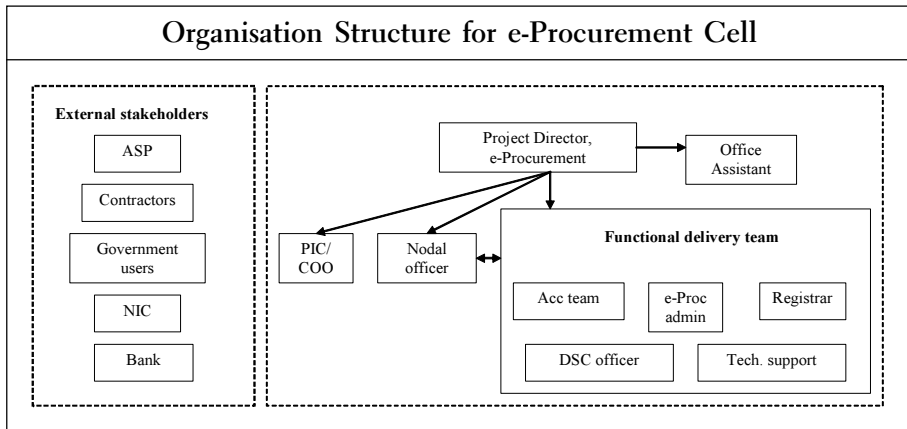 Organisation Structure for e-Procurement Cell
External stakeholders
ASP
Contractors
Government
users
NIC
Bank
Project Director,
e-Procurement
Office
Assistant
PIC/
COO
Nodal
officer
Functional delivery team
Acc team
e-Proc
admin
Registrar
DSC officer
Tech. support